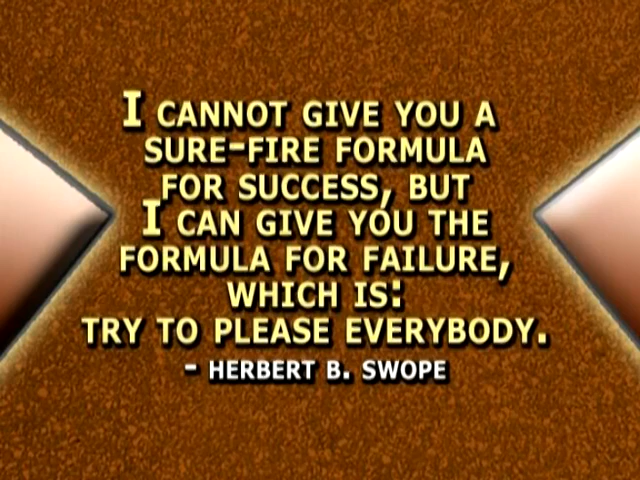 I CANNOT GIVE YOU A
SURE-FIRE FORMULA
FOR SUCCESS, BUT
I CAN GIVE YOU THE
FORMULA FOR FAILURE,
WHICH IS:
TRY TO PLEASE EVERYBODY.
- HERBERT B. SWOPE